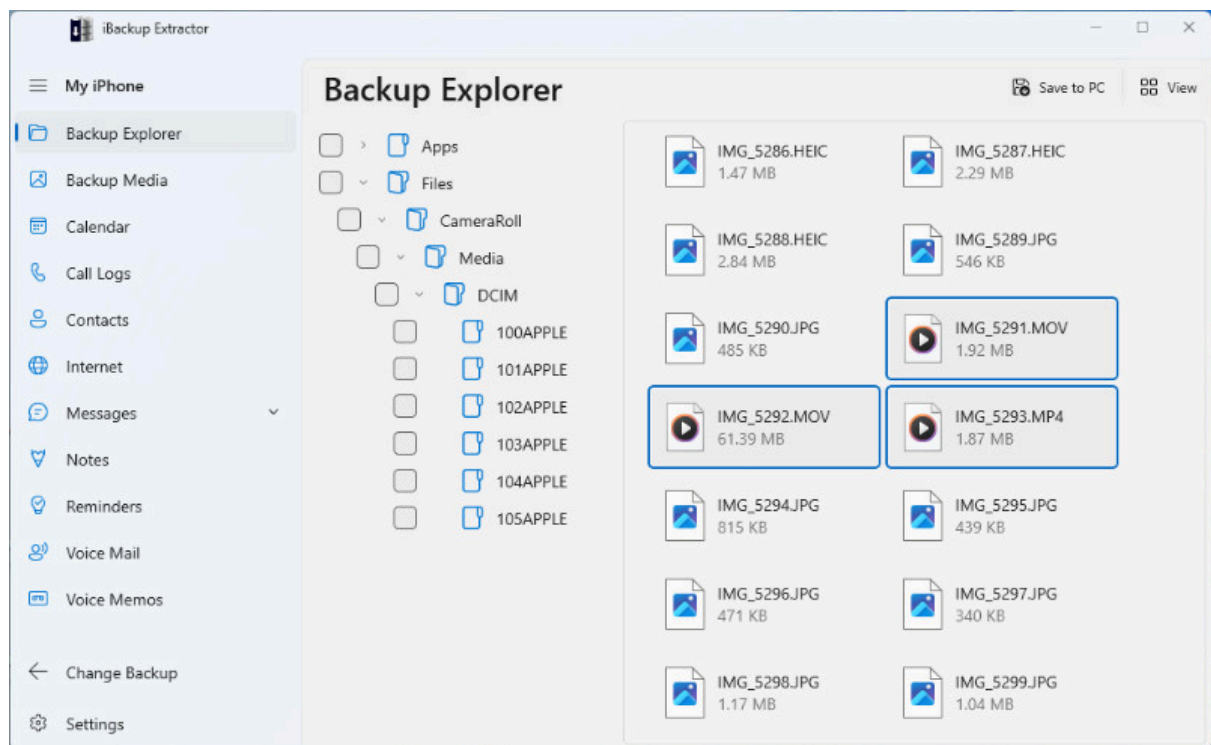 iBackup Extractor
My iPhone
Backup Explorer
Backup Media
Calendar
Call Logs
Contacts
Internet
Messages
Notes
Reminders
Voice Mail
Voice Memos
Change Backup
Settings
Backup Explorer
Save to PC
View
Apps
Files
CameraRoll
Media
DCIM
100APPLE
101APPLE
102APPLE
103APPLE
104APPLE
105APPLE
IMG_5286.HEIC
1.47 MB
IMG_5287.HEIC
2.29 MB
IMG_5288.HEIC
2.84 MB
IMG_5289.JPG
546 KB
IMG_5290.JPG
485 KB
IMG_5291.MOV
1.92 MB
IMG_5292.MOV
61.39 MB
IMG_5293.MP4
1.87 MB
IMG_5294.JPG
815 KB
IMG_5295.JPG
439 KB
IMG_5296.JPG
471 KB
IMG_5297.JPG
340 KB
IMG_5298.JPG
1.17 MB
IMG_5299.JPG
1.04 MB